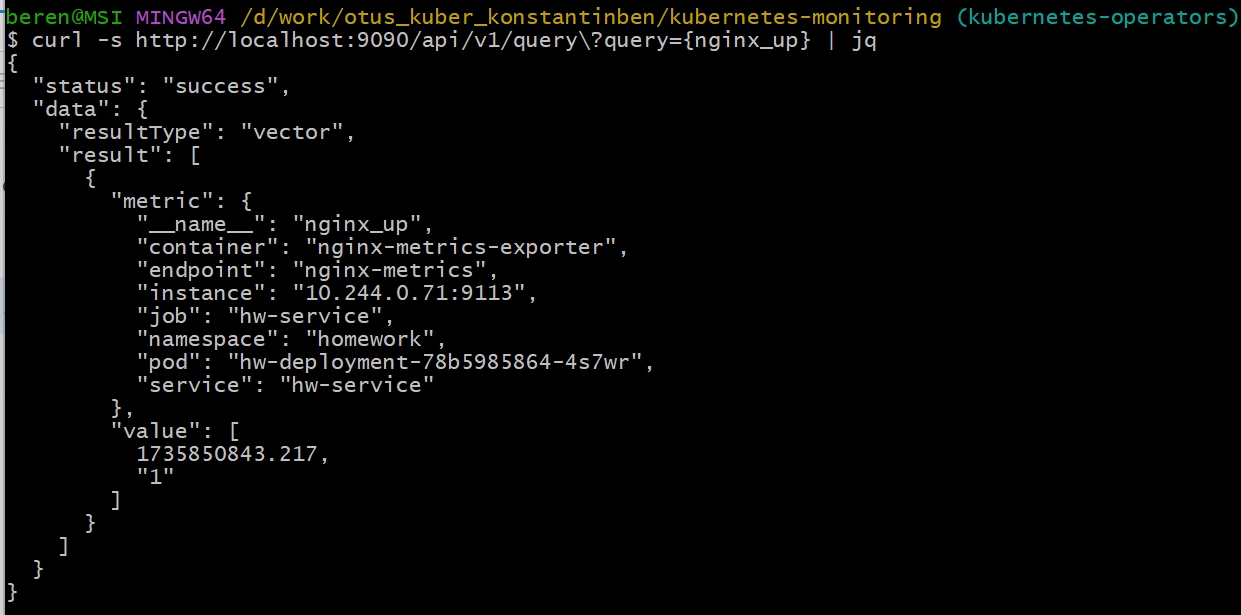 beren@MSI MINGW64 /d/work/otus_kuber_konstantinben/kubernetes-monitoring (kubernetes-operators)
$ curl -s http://localhost:9090/api/v1/query\?query={nginx_up} | jq
{
  "status": "success",
  "data": {
    "resultType": "vector",
    "result": [
      {
        "metric": {
          "__name__": "nginx_up",
          "container": "nginx-metrics-exporter",
          "endpoint": "nginx-metrics",
          "instance": "10.244.0.71:9113",
          "job": "hw-service",
          "namespace": "homework",
          "pod": "hw-deployment-78b5985864-4s7wr",
          "service": "hw-service"
        },
        "value": [
          1735850843.217,
          "1"
        ]
      }
    ]
  }
}